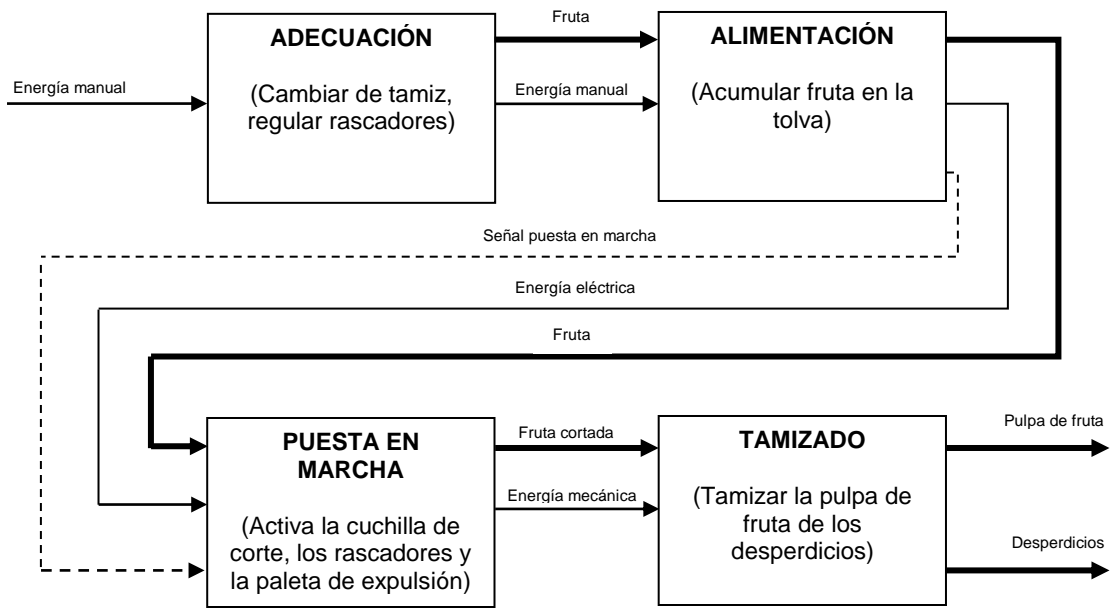 Fruta
ADECUACIÓN
ALIMENTACIÓN
Energía manual
(Cambiar de tamiz,
regular rascadores)
Energía manual
(Acumular fruta en la
tolva)
Señal puesta en marcha
Energía eléctrica
Fruta
PUESTA EN
MARCHA
(Activa la cuchilla de
corte, los rascadores y
la paleta de expulsión)
Fruta cortada
Energía mecánica
TAMIZADO
(Tamizar la pulpa de
fruta de los
desperdicios)
Pulpa de fruta
Desperdicios